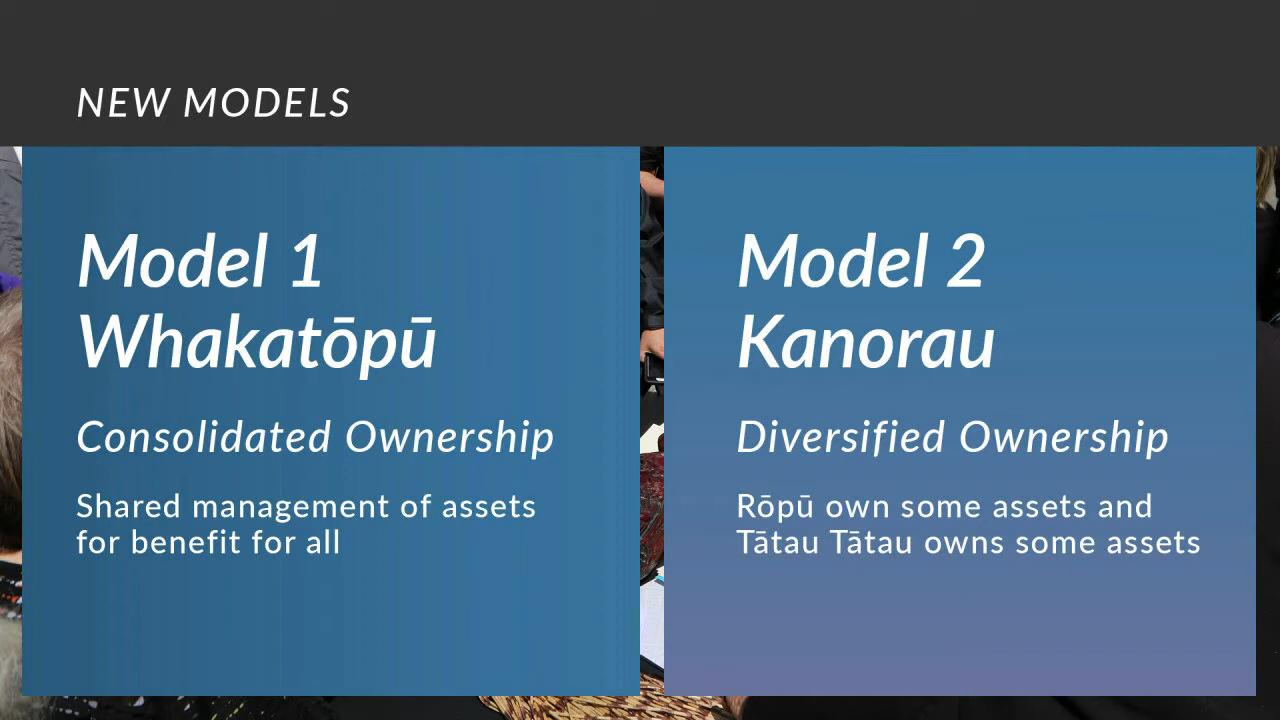 NEW MODELS
Model 1
Whakatōpū
Consolidated Ownership
Shared management of assets
for benefit for all
Model 2
Kanorau
Diversified Ownership
Rōpū own some assets and
Tātau Tātau owns some assets